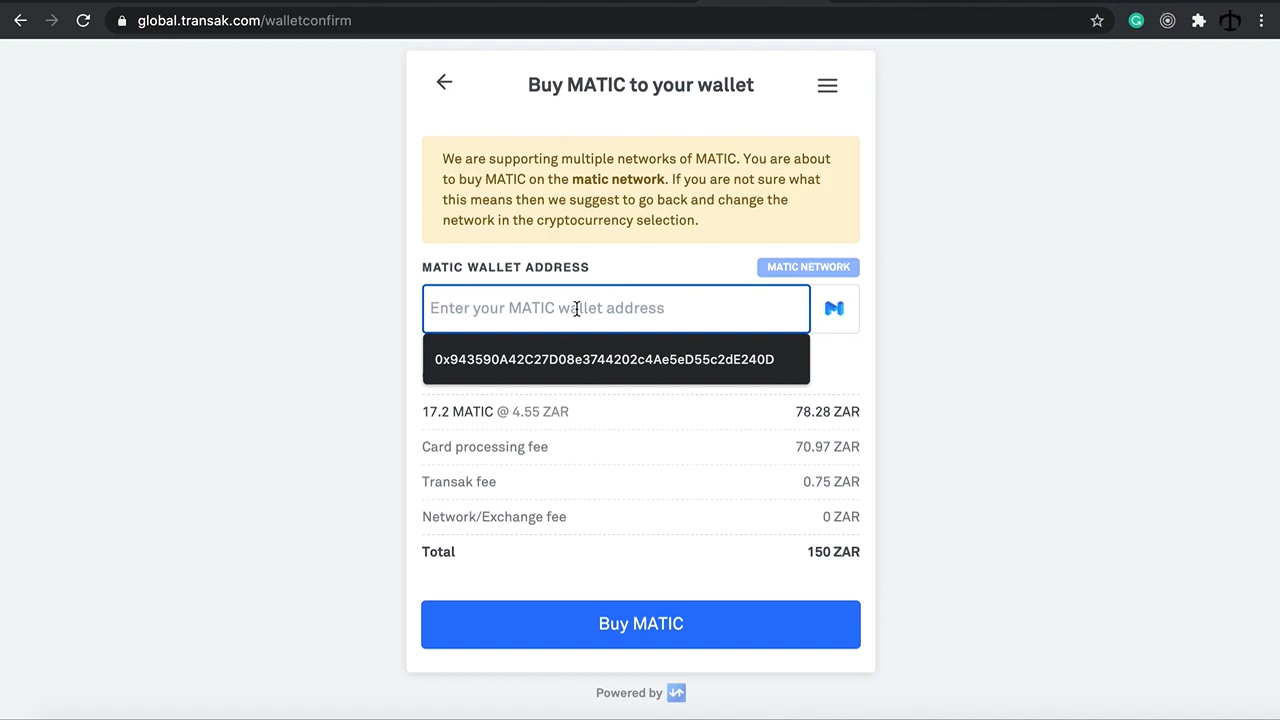 global.transak.com/walletconfirm
Buy MATIC to your wallet
We are supporting multiple networks of MATIC. You are about
to buy MATIC on the matic network. If you are not sure what
this means then we suggest to go back and change the
network in the cryptocurrency selection.
MATIC WALLET ADDRESS MATIC NETWORK
Enter your MATIC wallet address
0x943590A42C27D08e3744202c4Ae5eD55c2dE240D
17.2 MATIC @ 4.55 ZAR 78.28 ZAR
Card processing fee 70.97 ZAR
Transak fee 0.75 ZAR
Network/Exchange fee 0 ZAR
Total 150 ZAR
Buy MATIC
Powered by